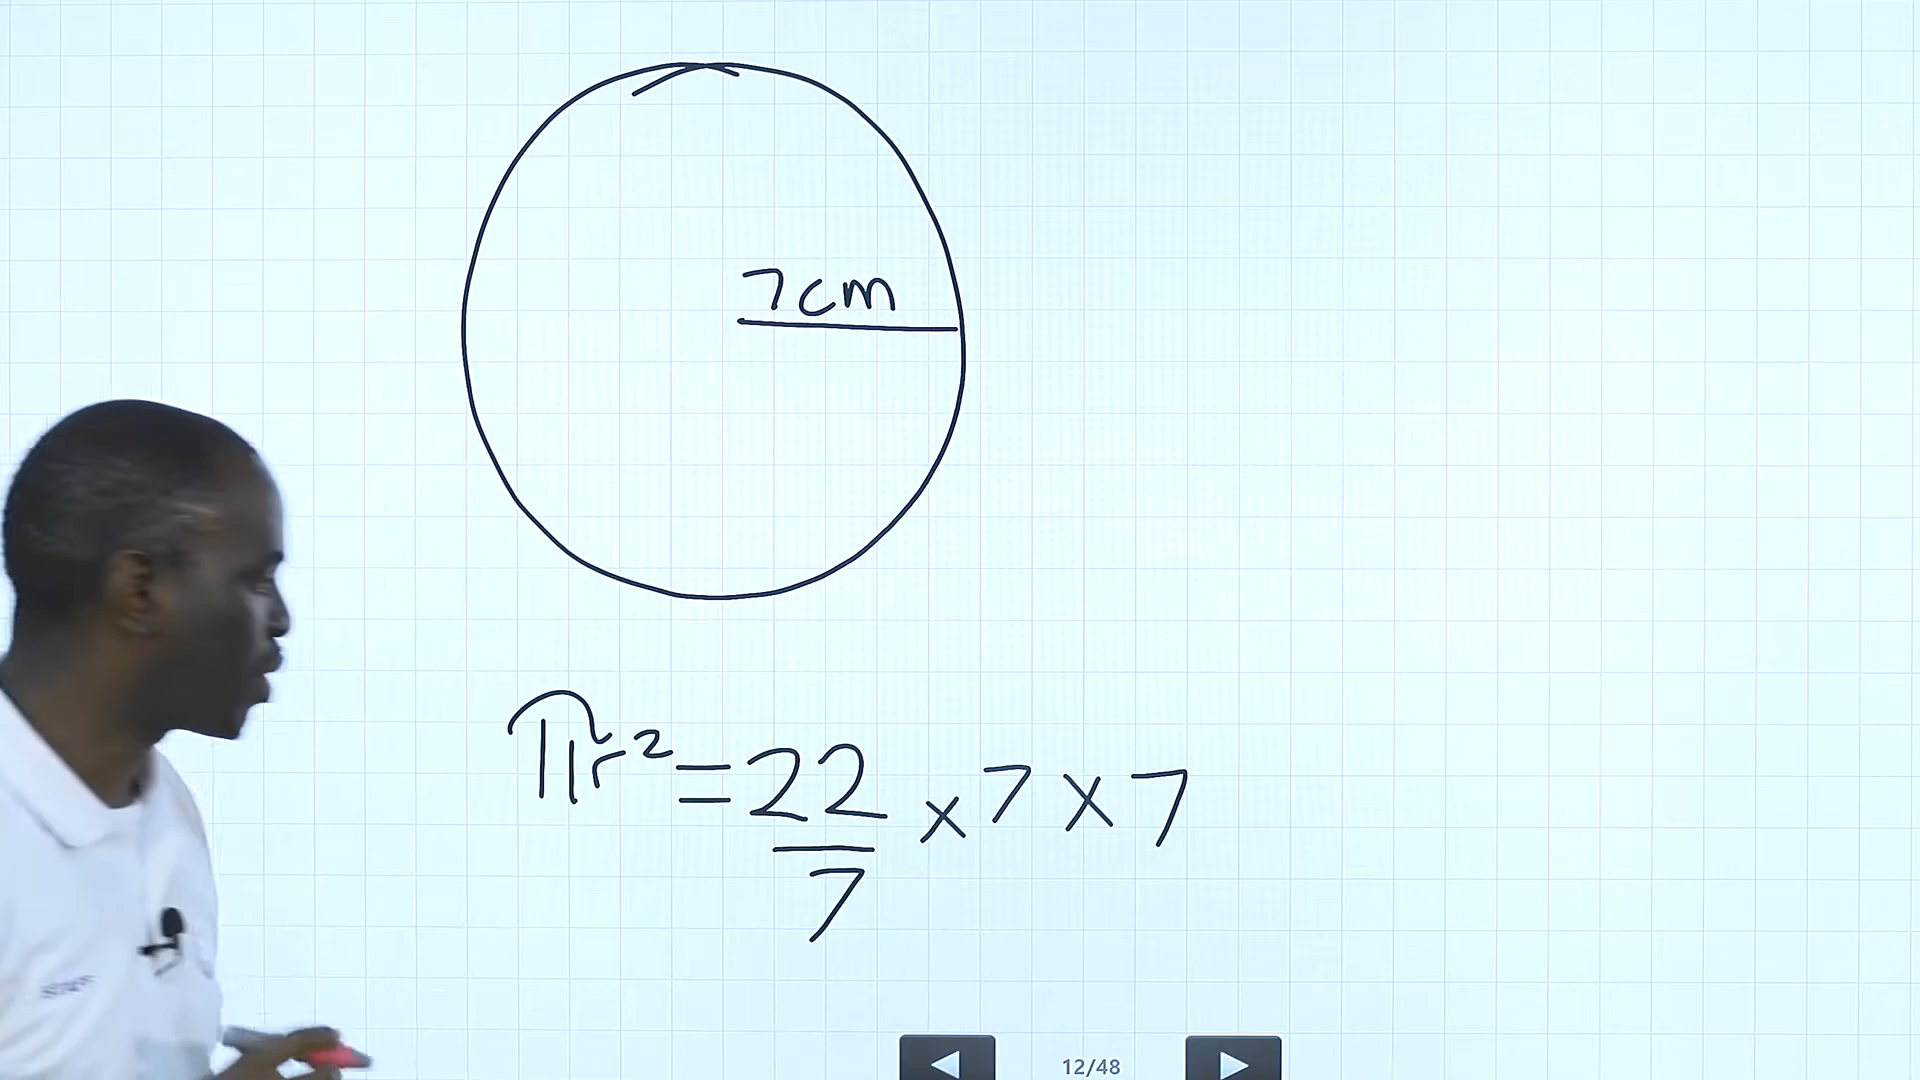 7cm
πr² = 22/7 × 7 × 7
12/48